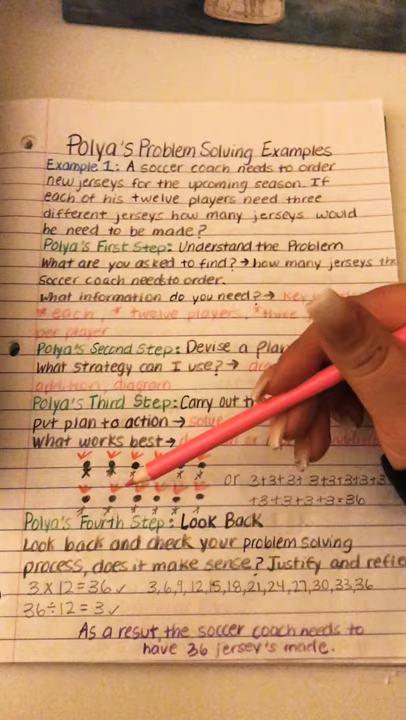 Polya's Problem Solving Examples
Example 1: A soccer coach needs to order
new jerseys for the upcoming season. If
each of his twelve players need three
different jerseys how many jerseys would
he need to be made?
Polya's First Step: Understand the Problem
What are you asked to find? → how many jerseys the
soccer coach needs to order.
What information do you need? → Key
*each, * twelve players, *three
per player
Polya's Second Step: Devise a Plan
What strategy can I use? →
addition, diagram
Polya's Third Step: Carry out
put plan to action → solve
What works best →
or 3+3+3+3+3+3+3+3
+3+3+3+3=36
Polya's Fourth Step: Look Back
Look back and check your problem solving
process, does it make sense? Justify and
3 x 12 = 36 ✓ 3,6,9,12,15,18,21,24,27,30,33,36
36÷12=3 ✓
As a resut, the soccer coach needs to
have 36 jersey's made.